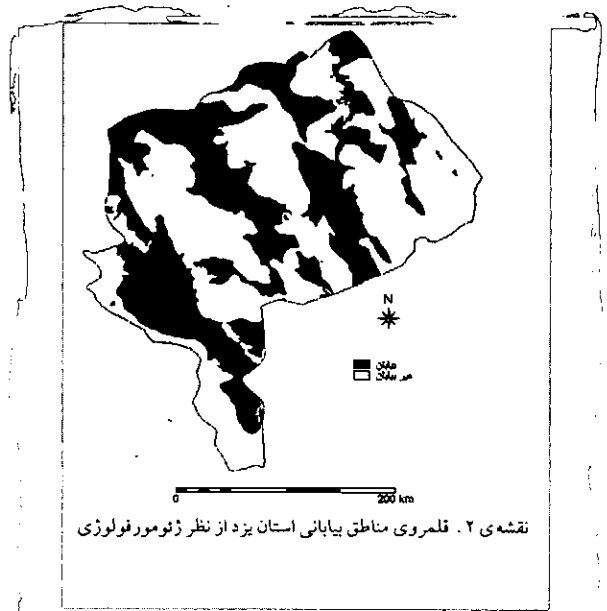 N
بیابان
غیر بیابان
0 200 km
نقشه‌ی ۲. قلمروی مناطق بیابانی استان یزد از نظر ژئومورفولوژی